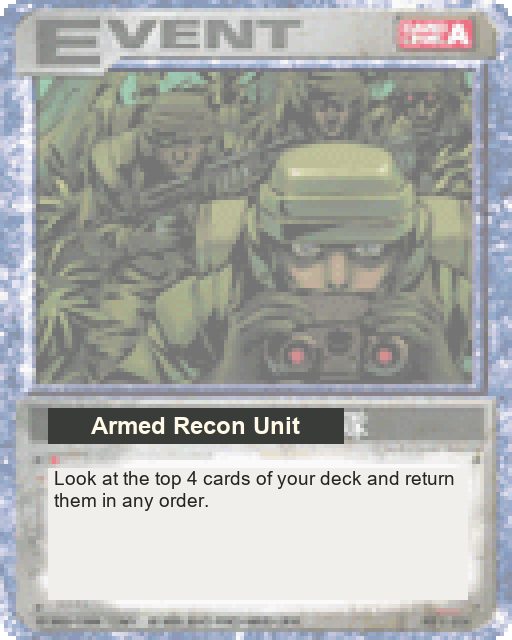 EVENT
A
Armed Recon Unit
Look at the top 4 cards of your deck and return
them in any order.